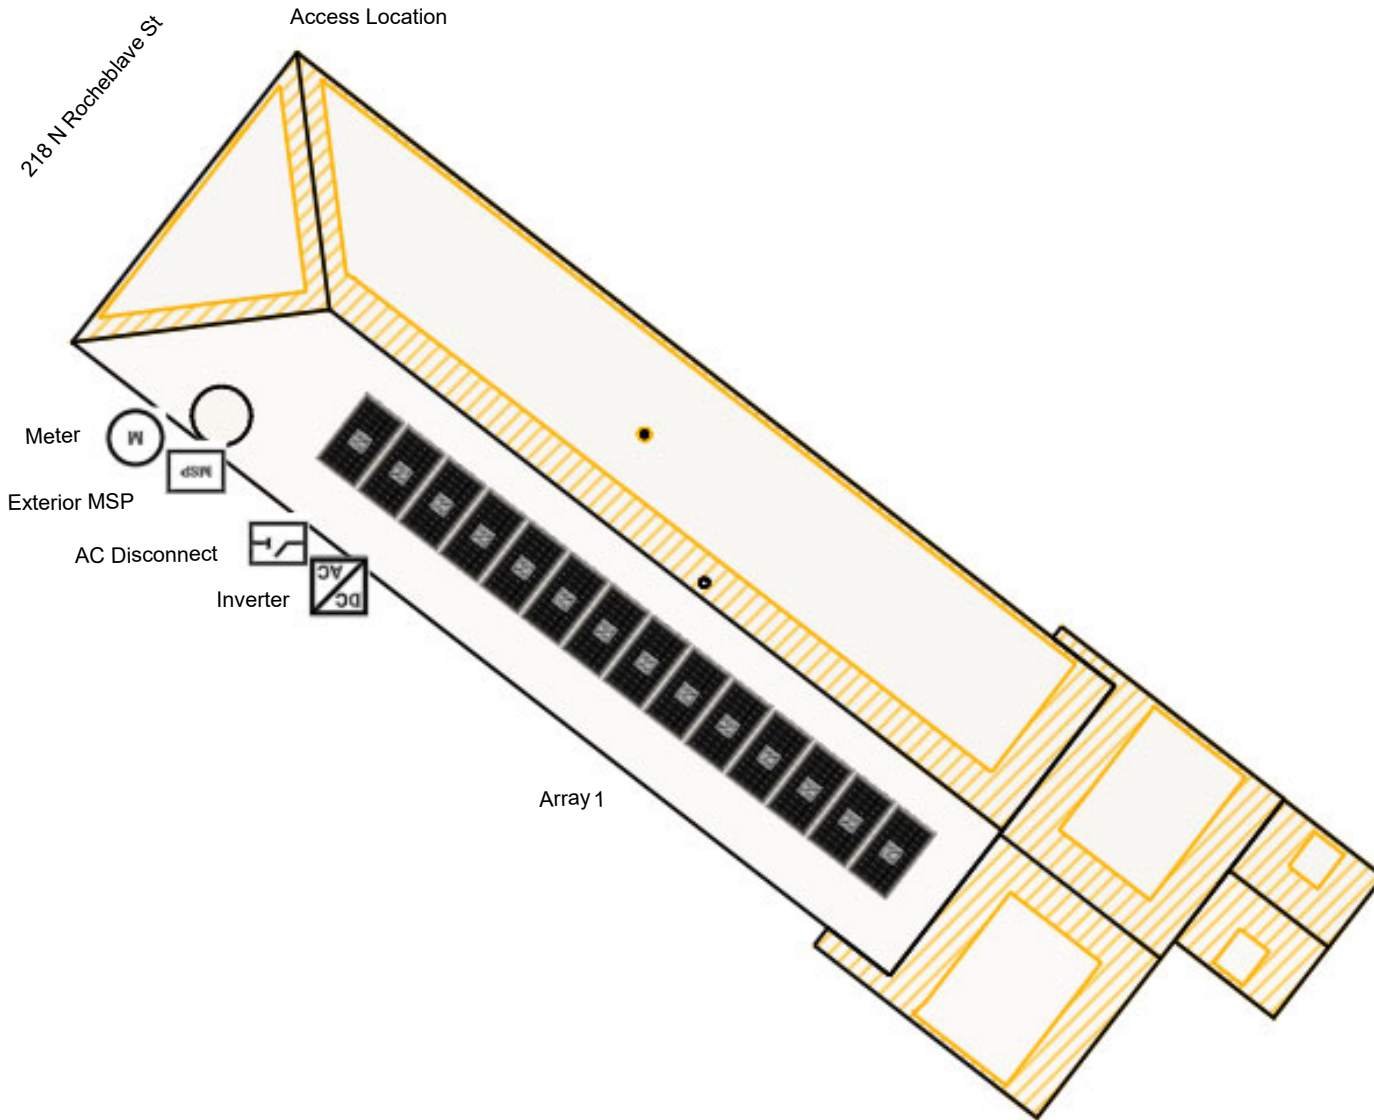 Access Location
218 N Rocheblave St
Meter
M
MSP
Exterior MSP
AC Disconnect
AC
DC
Inverter
Array 1